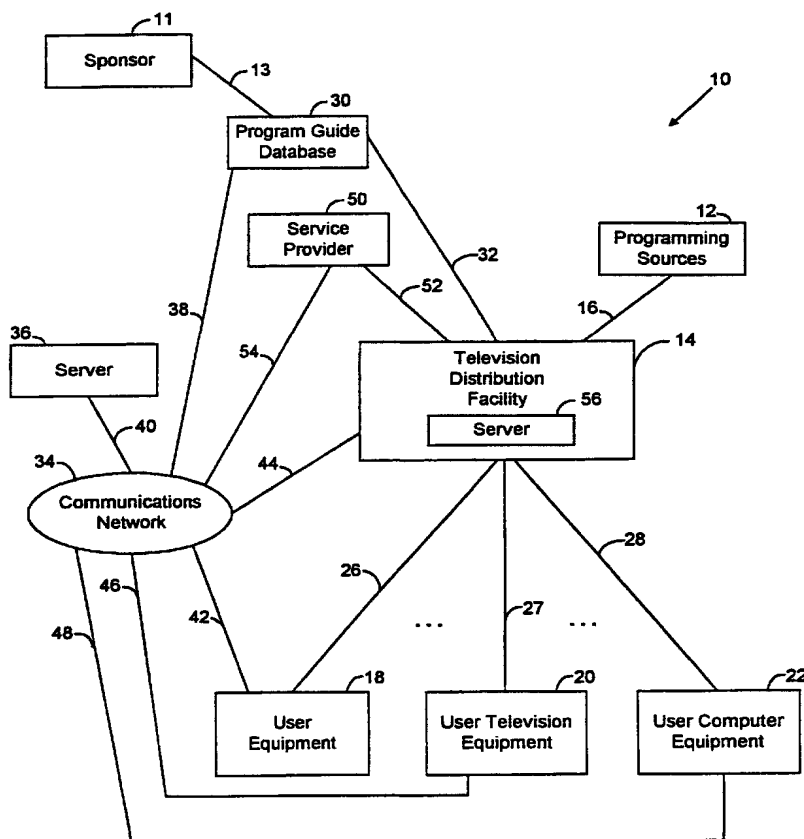 11
Sponsor
13
10
30
Program Guide
Database
50
12
Service
Provider
Programming
Sources
32
52
16
38
36
54
14
Server
Television
Distribution
Facility
56
Server
40
34
44
Communications
Network
28
26
46
27
42
... ...
48
18
20
22
User
Equipment
User Television
Equipment
User Computer
Equipment